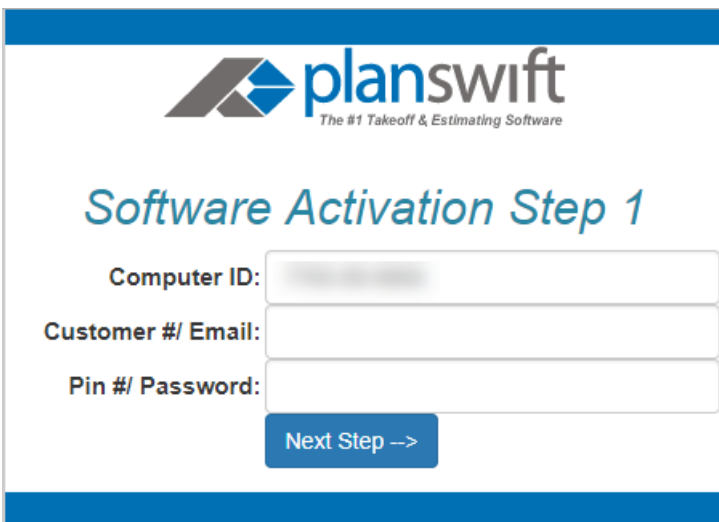 planswift
The #1 Takeoff & Estimating Software
Software Activation Step 1
Computer ID:
Customer #/ Email:
Pin #/ Password:
Next Step -->